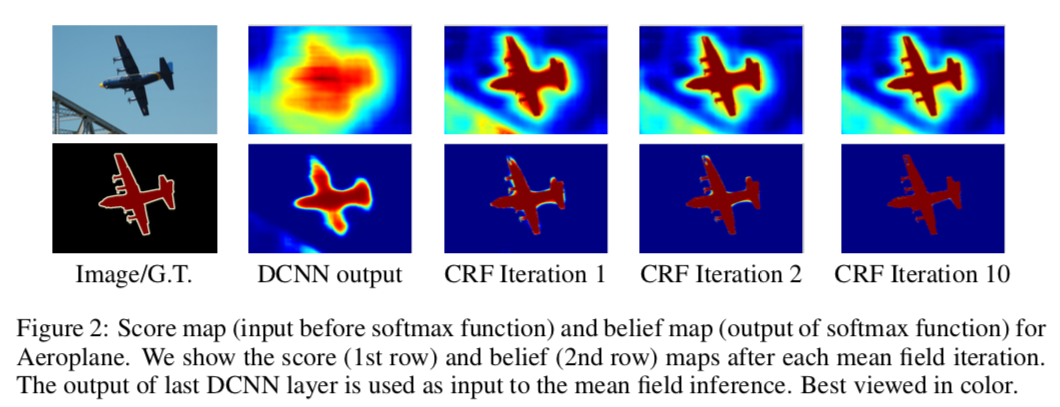 Image/G.T.
DCNN output
CRF Iteration 1
CRF Iteration 2
CRF Iteration 10
Figure 2: Score map (input before softmax function) and belief map (output of softmax function) for
Aeroplane. We show the score (1st row) and belief (2nd row) maps after each mean field iteration.
The output of last DCNN layer is used as input to the mean field inference. Best viewed in color.